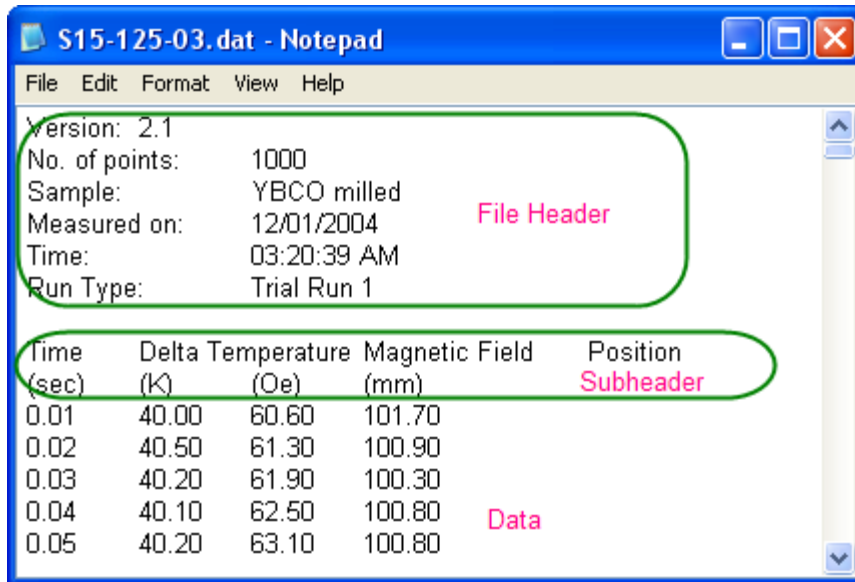 S15-125-03.dat - Notepad
File Edit Format View Help
Version: 2.1
No. of points: 1000
Sample: YBCO milled
Measured on: 12/01/2004
File Header
Time: 03:20:39 AM
Run Type: Trial Run 1
Time Delta Temperature Magnetic Field Position
(sec) (K) (Oe) (mm) Subheader
0.01 40.00 60.60 101.70
0.02 40.50 61.30 100.90
0.03 40.20 61.90 100.30
0.04 40.10 62.50 100.80 Data
0.05 40.20 63.10 100.80